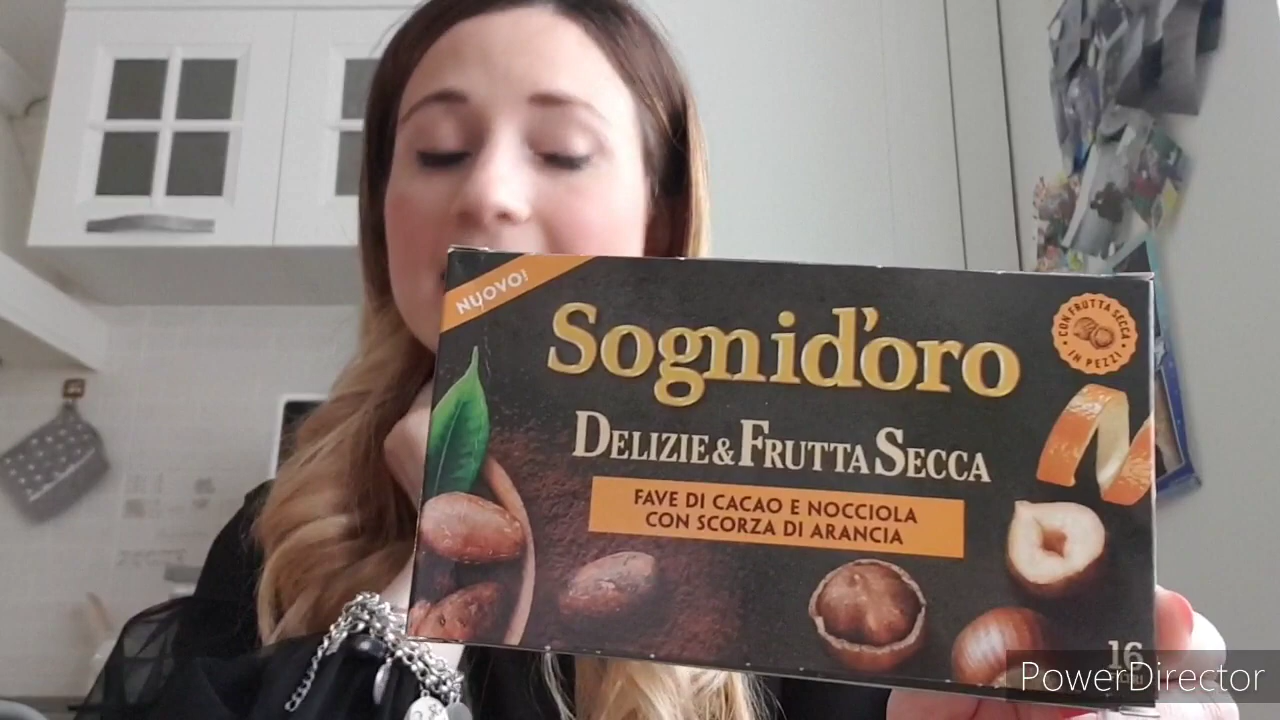 NUOVO!
Sognid'oro
CON FRUTTA SECCA
IN PEZZI
DELIZIE & FRUTTA SECCA
FAVE DI CACAO E NOCCIOLA
CON SCORZA DI ARANCIA
16
PowerDirector